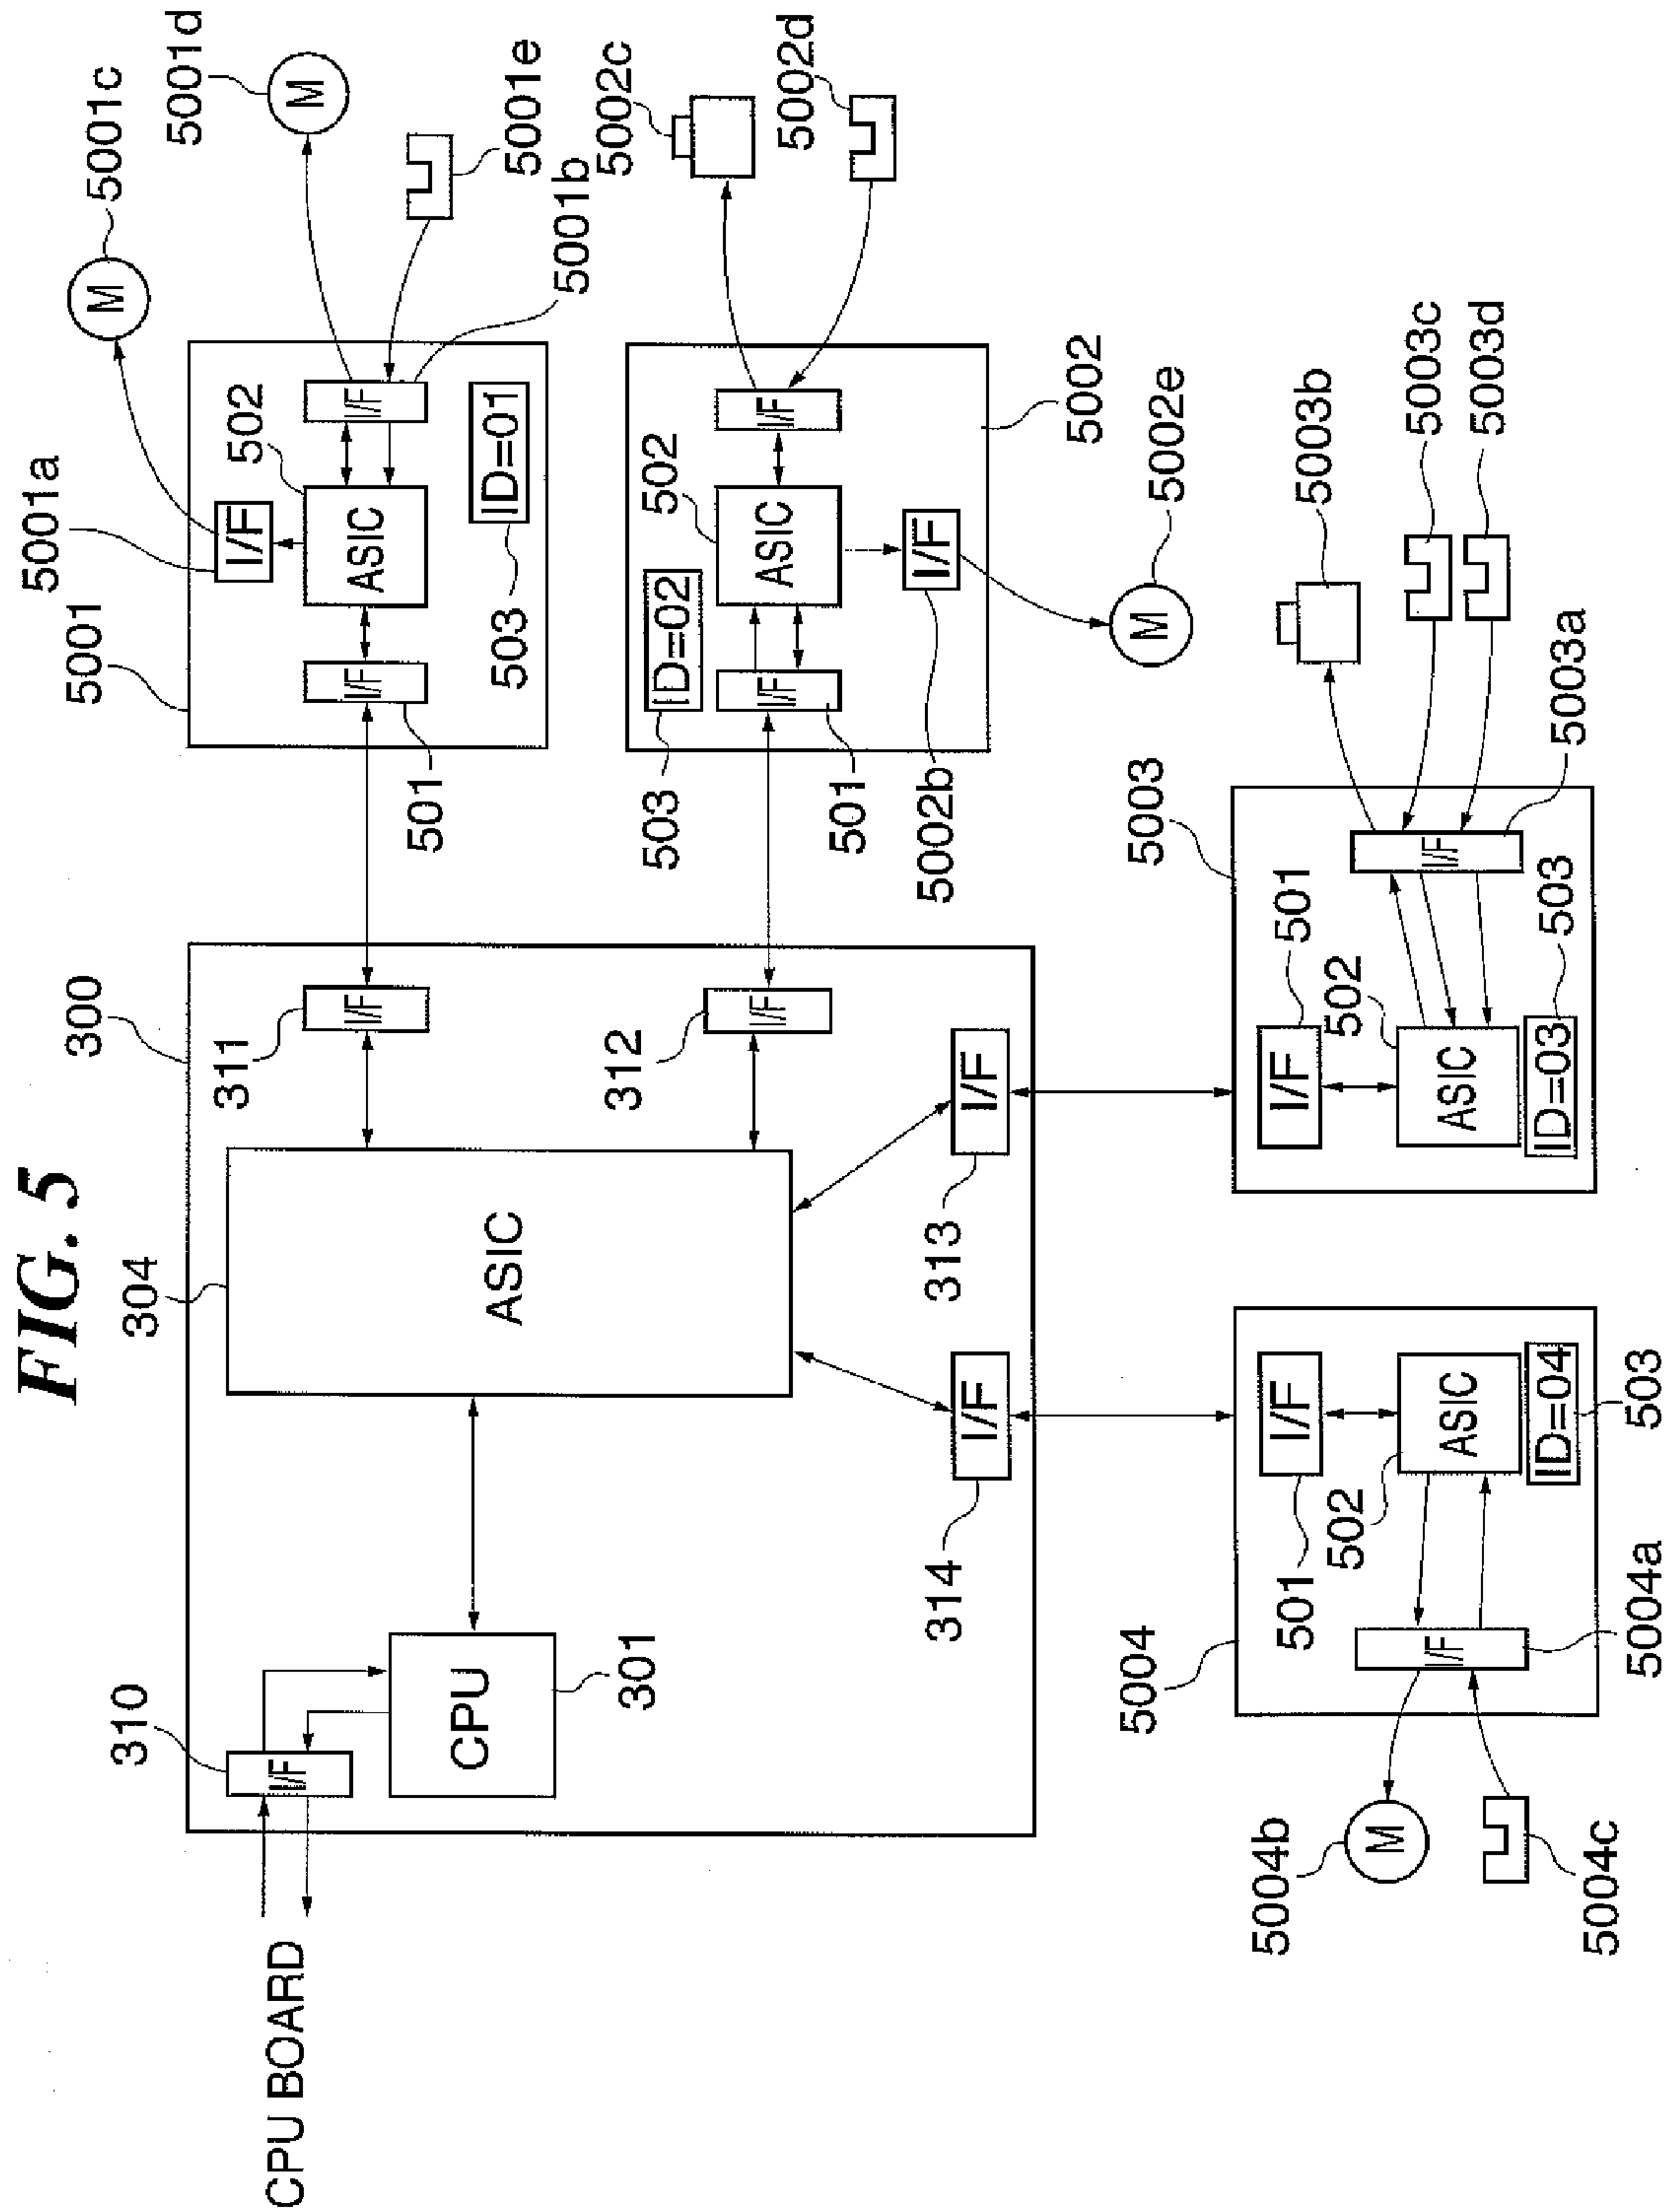 FIG. 5
CPU BOARD
310
I/F
CPU
301
304
ASIC
300
311
I/F
312
I/F
313
I/F
314
I/F
5001
5001a
I/F
502
ASIC
I/F
501
I/F
ID=01
503
5001b
5001c
M
5001d
M
5001e
5002
ID=02
503
502
ASIC
I/F
501
I/F
I/F
5002b
5002c
5002d
M
5002e
5003
501
I/F
502
ASIC
ID=03
503
I/F
5003a
5003b
5003c
5003d
5004
I/F
501
ASIC
502
ID=04
503
I/F
5004a
M
5004b
5004c